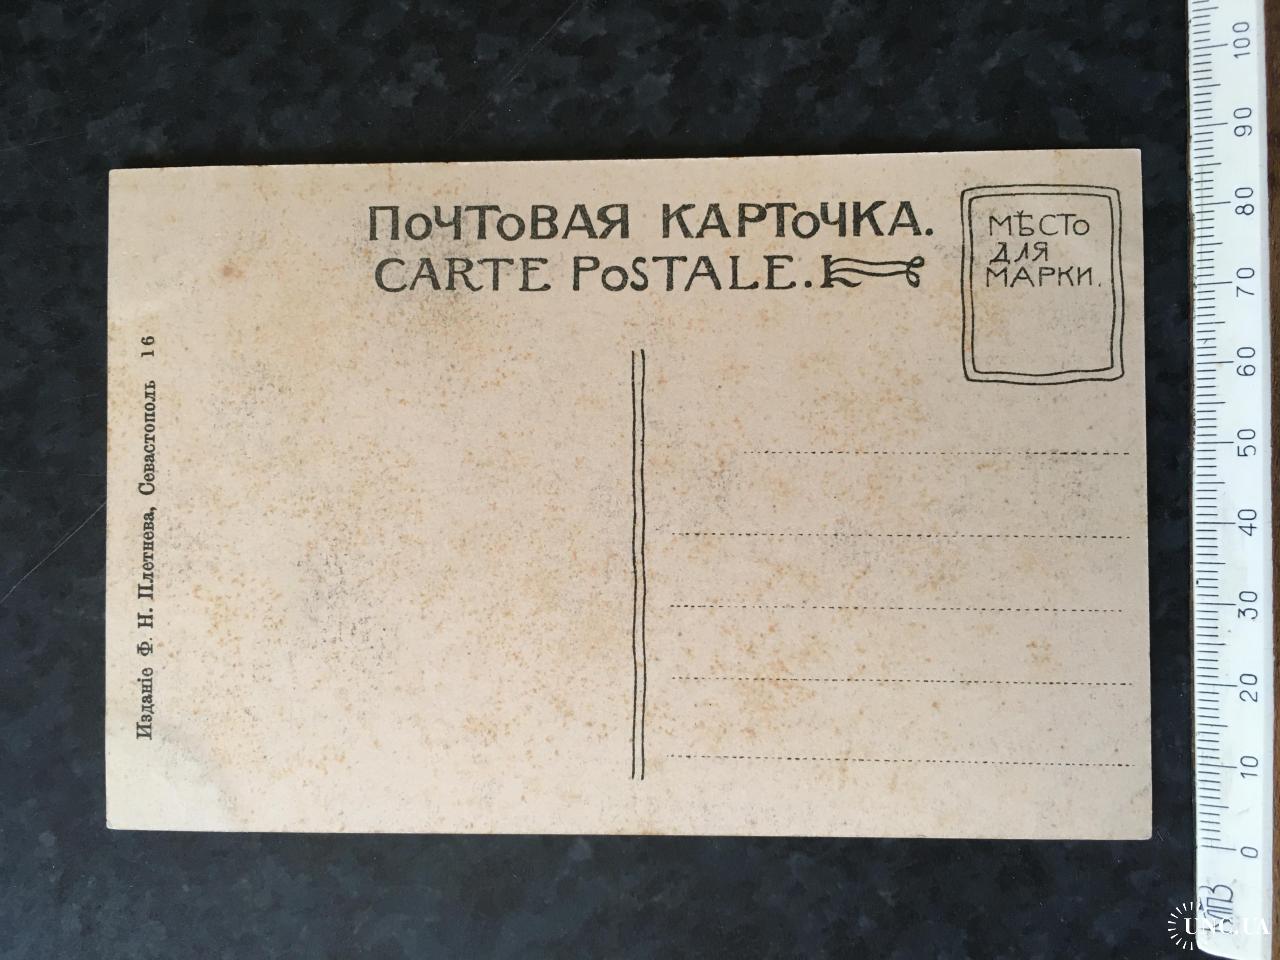 ПОЧТОВАЯ КАРТОЧКА.
CARTE POSTALE.
МѢСТО
ДЛЯ
МАРКИ.
Изданіе Ф. Н. Плетнева, Севастополь 16
100
90
80
70
60
50
40
30
20
10
0
UNC.UA